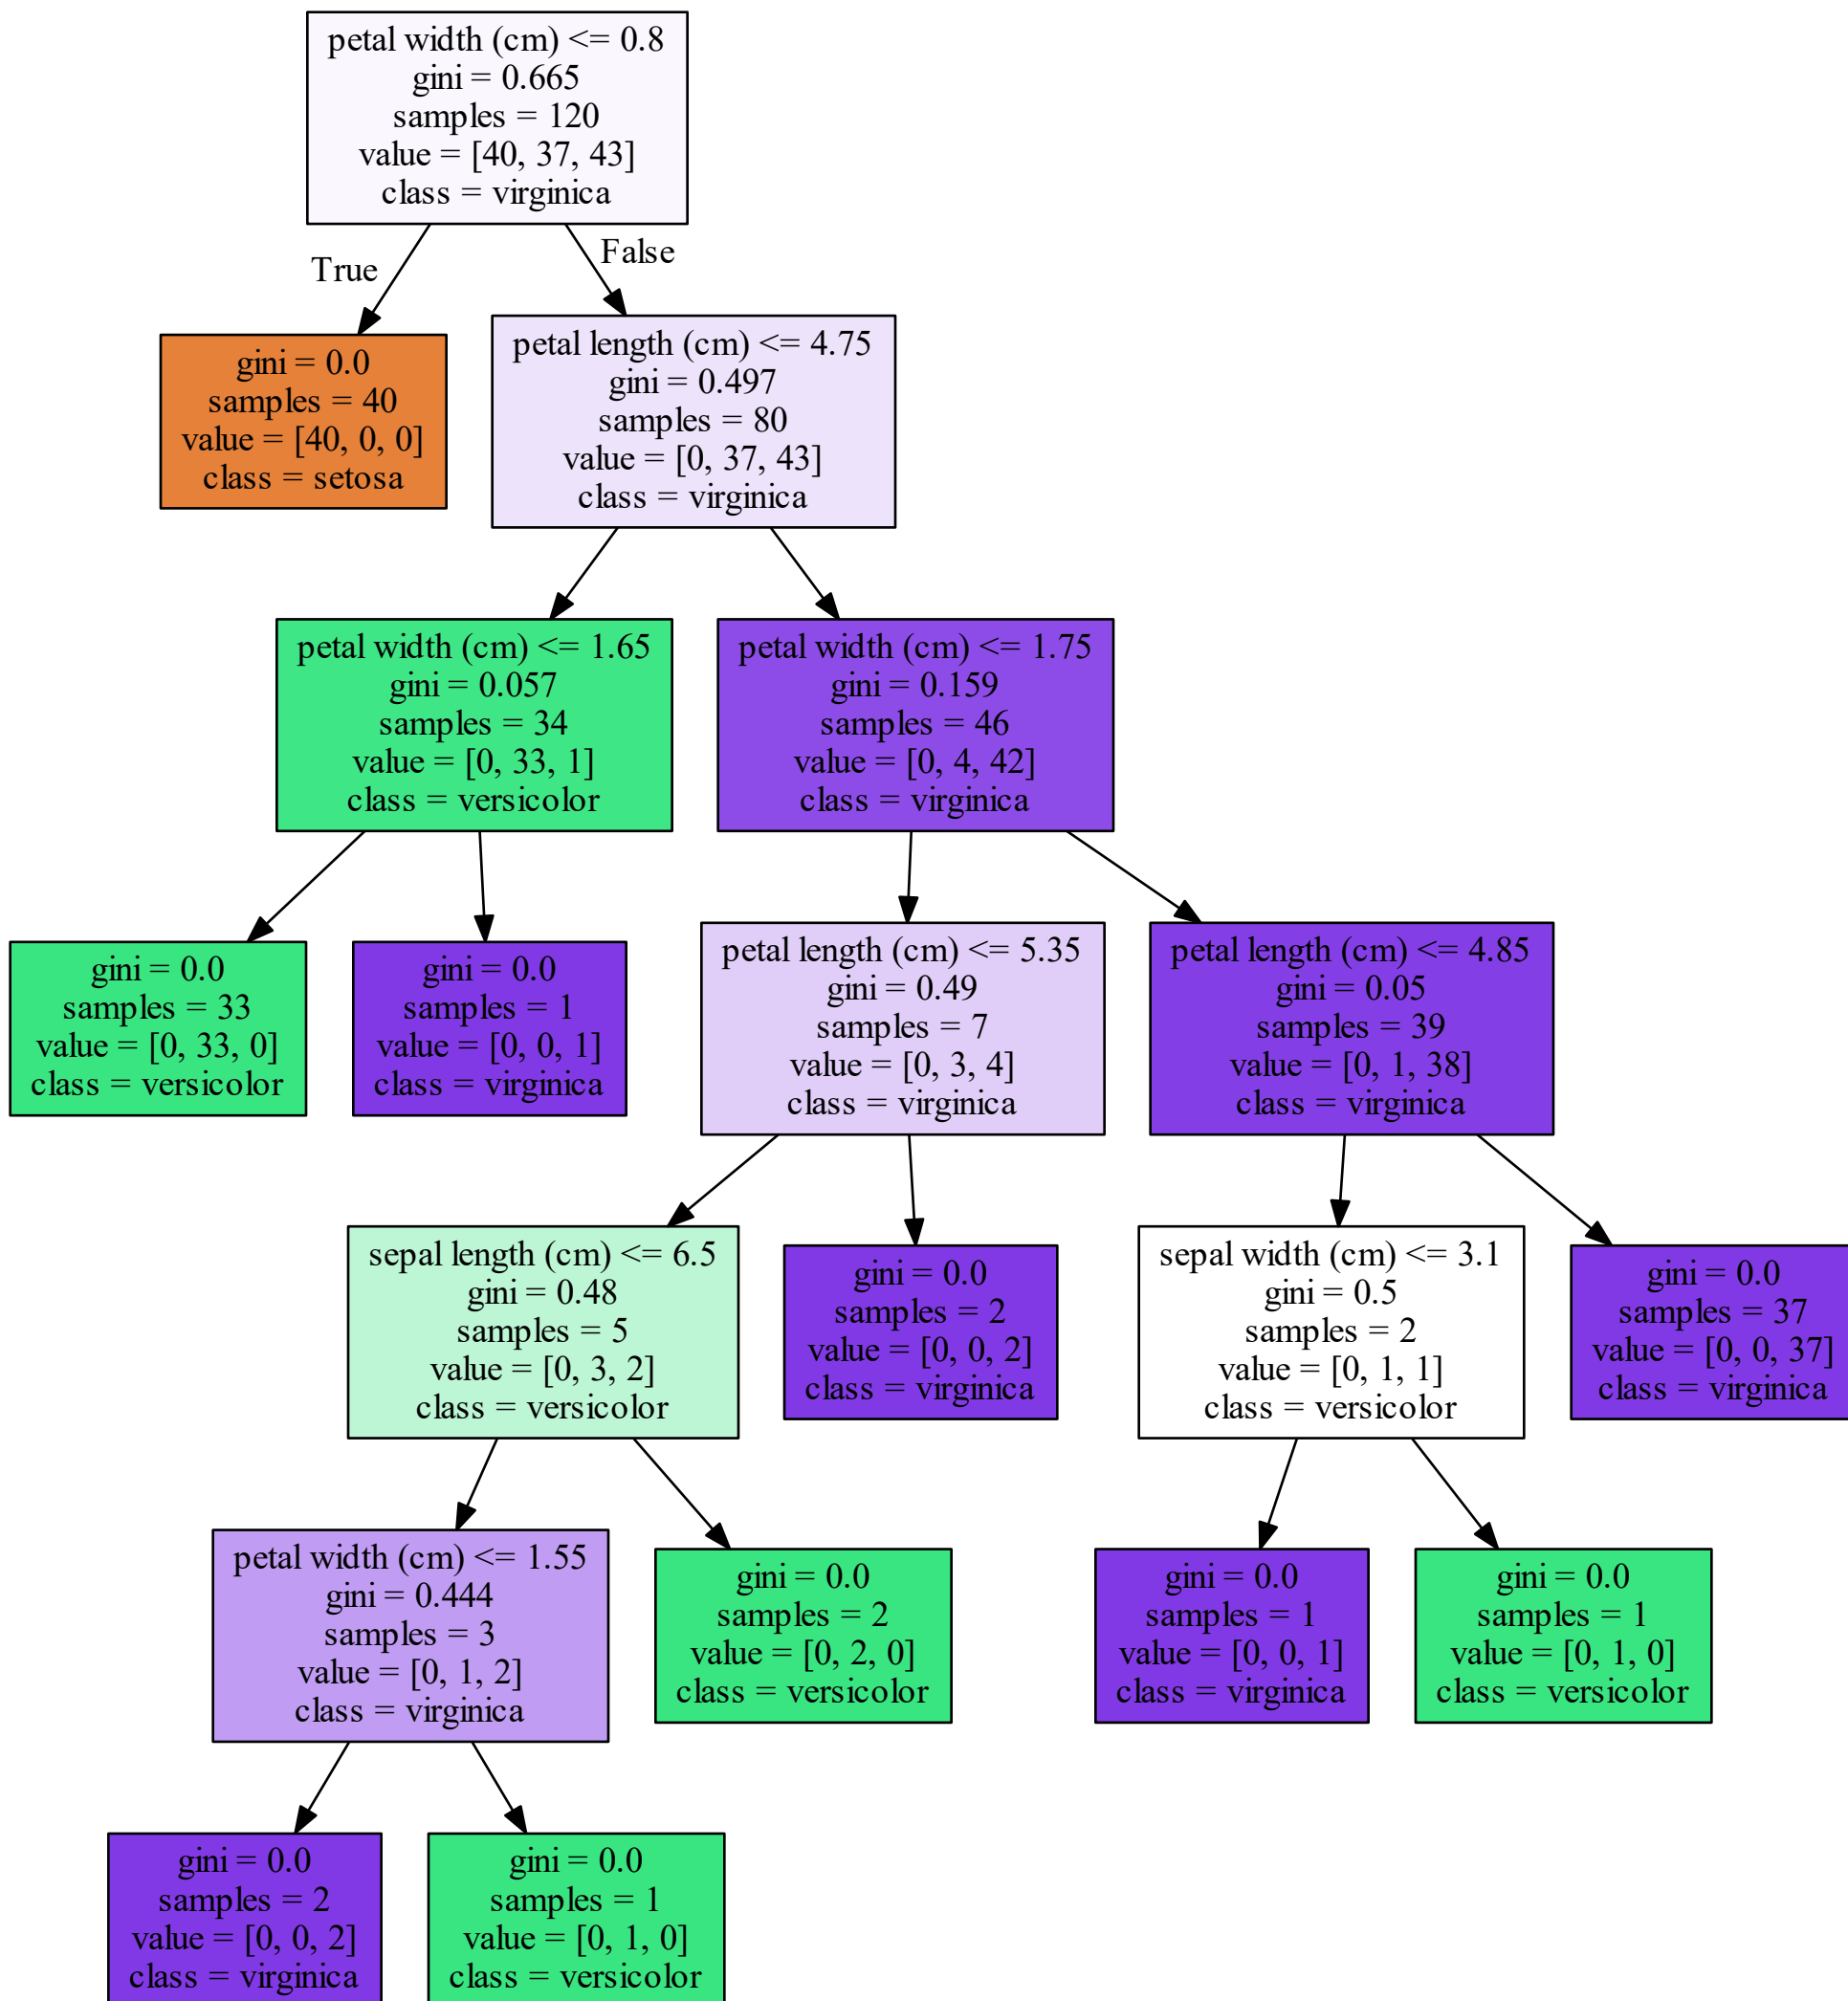 petal width (cm) <= 0.8
gini = 0.665
samples = 120
value = [40, 37, 43]
class = virginica
True
False
gini = 0.0
samples = 40
value = [40, 0, 0]
class = setosa
petal length (cm) <= 4.75
gini = 0.497
samples = 80
value = [0, 37, 43]
class = virginica
petal width (cm) <= 1.65
gini = 0.057
samples = 34
value = [0, 33, 1]
class = versicolor
petal width (cm) <= 1.75
gini = 0.159
samples = 46
value = [0, 4, 42]
class = virginica
gini = 0.0
samples = 33
value = [0, 33, 0]
class = versicolor
gini = 0.0
samples = 1
value = [0, 0, 1]
class = virginica
petal length (cm) <= 5.35
gini = 0.49
samples = 7
value = [0, 3, 4]
class = virginica
petal length (cm) <= 4.85
gini = 0.05
samples = 39
value = [0, 1, 38]
class = virginica
sepal length (cm) <= 6.5
gini = 0.48
samples = 5
value = [0, 3, 2]
class = versicolor
gini = 0.0
samples = 2
value = [0, 0, 2]
class = virginica
sepal width (cm) <= 3.1
gini = 0.5
samples = 2
value = [0, 1, 1]
class = versicolor
gini = 0.0
samples = 37
value = [0, 0, 37]
class = virginica
petal width (cm) <= 1.55
gini = 0.444
samples = 3
value = [0, 1, 2]
class = virginica
gini = 0.0
samples = 2
value = [0, 2, 0]
class = versicolor
gini = 0.0
samples = 1
value = [0, 0, 1]
class = virginica
gini = 0.0
samples = 1
value = [0, 1, 0]
class = versicolor
gini = 0.0
samples = 2
value = [0, 0, 2]
class = virginica
gini = 0.0
samples = 1
value = [0, 1, 0]
class = versicolor